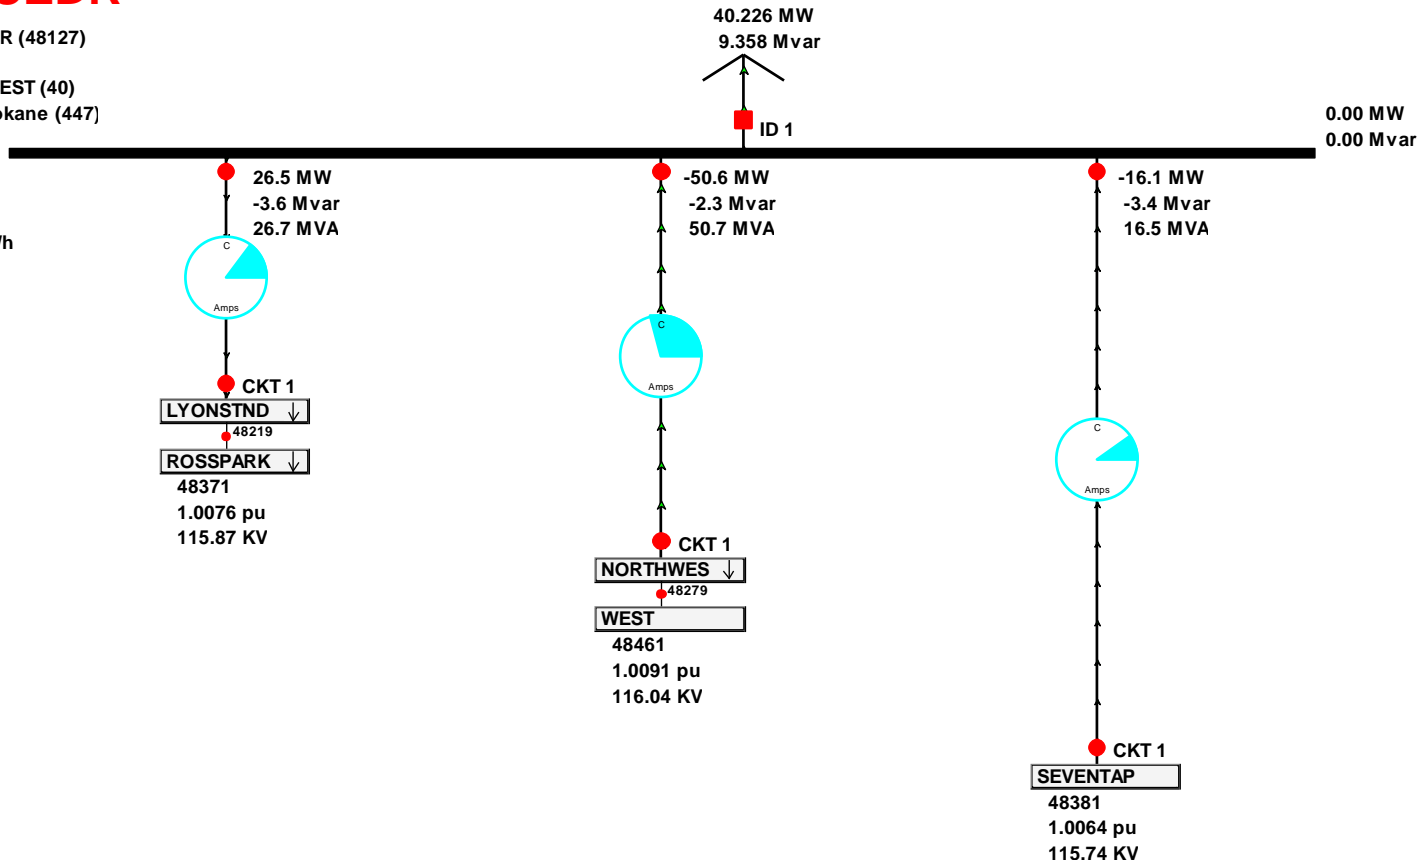 R (48127)
EST (40)
okane (447)
/h
40.226 MW
9.358 Mvar
ID 1
0.00 MW
0.00 Mvar
26.5 MW
-3.6 Mvar
26.7 MVA
C
Amps
CKT 1
LYONSTND
48219
ROSSPARK
48371
1.0076 pu
115.87 KV
-50.6 MW
-2.3 Mvar
50.7 MVA
C
Amps
CKT 1
NORTHWES
48279
WEST
48461
1.0091 pu
116.04 KV
-16.1 MW
-3.4 Mvar
16.5 MVA
C
Amps
CKT 1
SEVENTAP
48381
1.0064 pu
115.74 KV